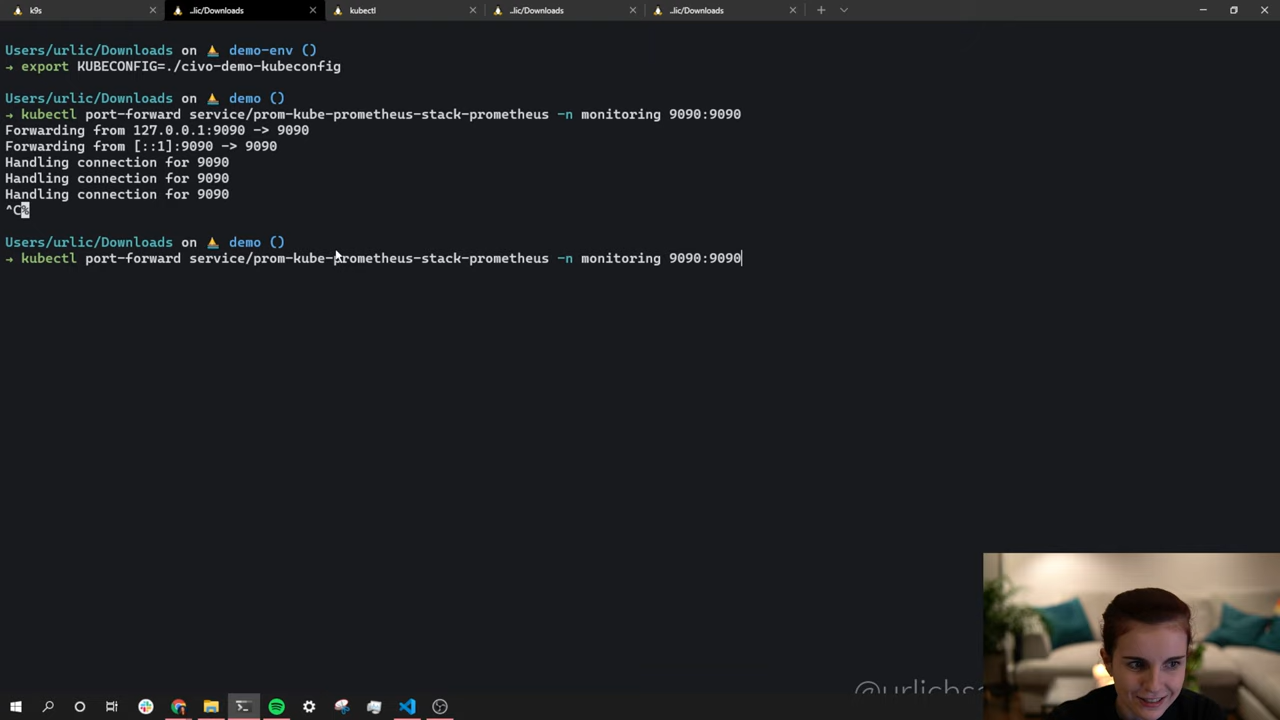 k9s
..lic/Downloads
kubectl
..lic/Downloads
..lic/Downloads
Users/urlic/Downloads on demo-env ()
→ export KUBECONFIG=./civo-demo-kubeconfig
Users/urlic/Downloads on demo ()
→ kubectl port-forward service/prom-kube-prometheus-stack-prometheus -n monitoring 9090:9090
Forwarding from 127.0.0.1:9090 -> 9090
Forwarding from [::1]:9090 -> 9090
Handling connection for 9090
Handling connection for 9090
Handling connection for 9090
^C%
Users/urlic/Downloads on demo ()
→ kubectl port-forward service/prom-kube-prometheus-stack-prometheus -n monitoring 9090:9090